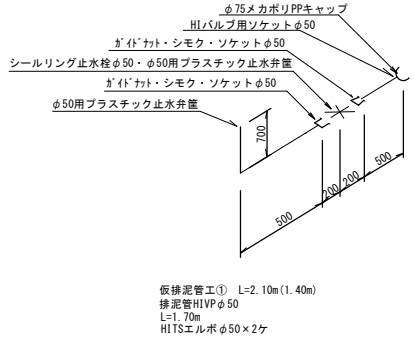 φ75メカポリPPキャップ
HIバルブ用ソケットφ50
ガイドナット・シモク・ソケットφ50
シールリング止水栓φ50・φ50用プラスチック止水弁筺
ガイドナット・シモク・ソケットφ50
φ50用プラスチック止水弁筺
700
500
200
200
500
仮排泥管工① L=2.10m(1.40m)
排泥管HIVPφ50
L=1.70m
HITSエルボφ50×2ケ